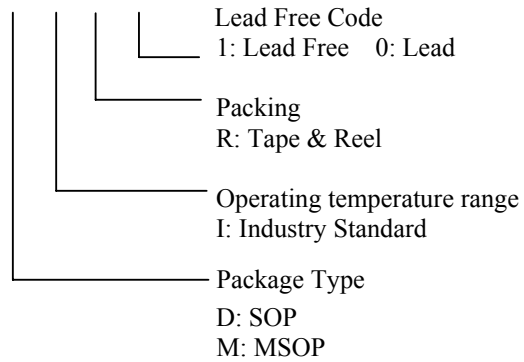 Lead Free Code
1: Lead Free 0: Lead
Packing
R: Tape & Reel
Operating temperature range
I: Industry Standard
Package Type
D: SOP
M: MSOP